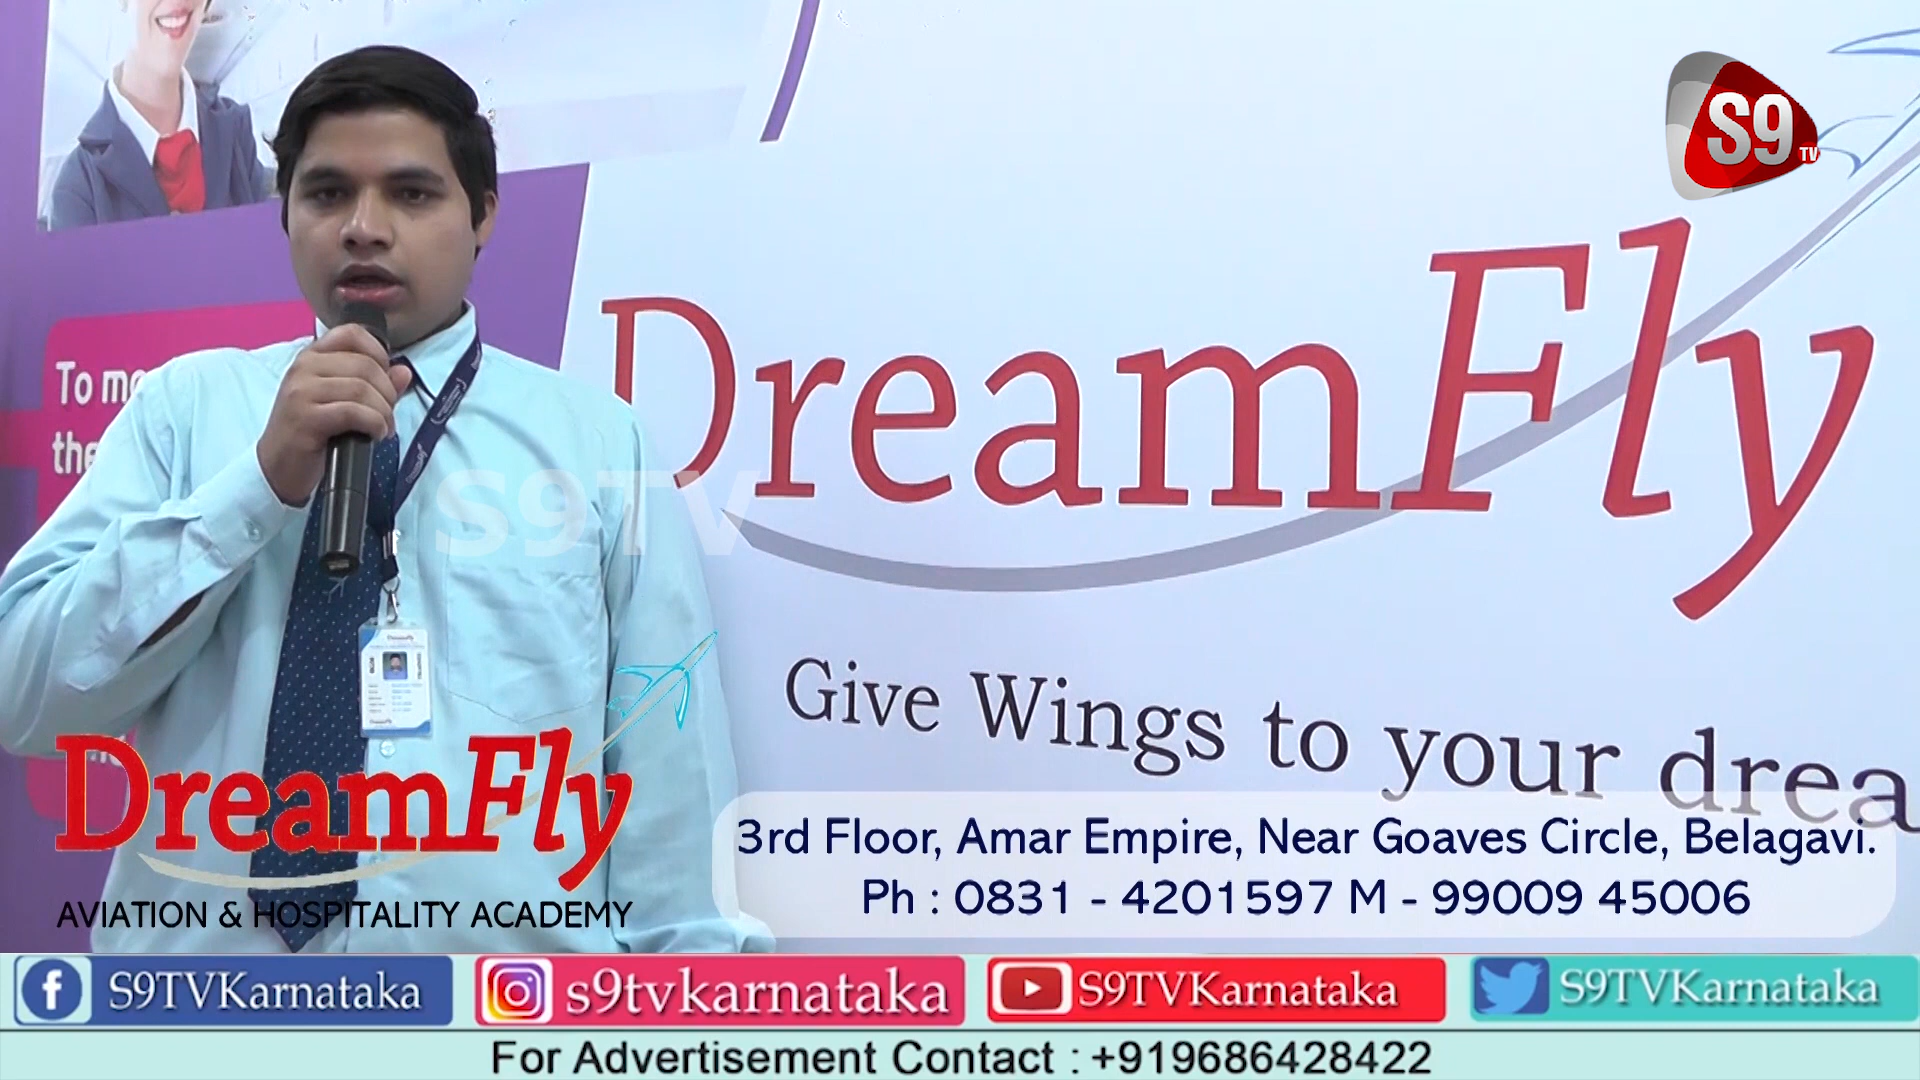 S9
TV
To
the
DreamFly
S9TV
Give Wings to your drea
DreamFly
AVIATION & HOSPITALITY ACADEMY
3rd Floor, Amar Empire, Near Goaves Circle, Belagavi.
Ph : 0831 - 4201597 M - 99009 45006
S9TVKarnataka
s9tvkarnataka
S9TVKarnataka
S9TVKarnataka
For Advertisement Contact : +919686428422